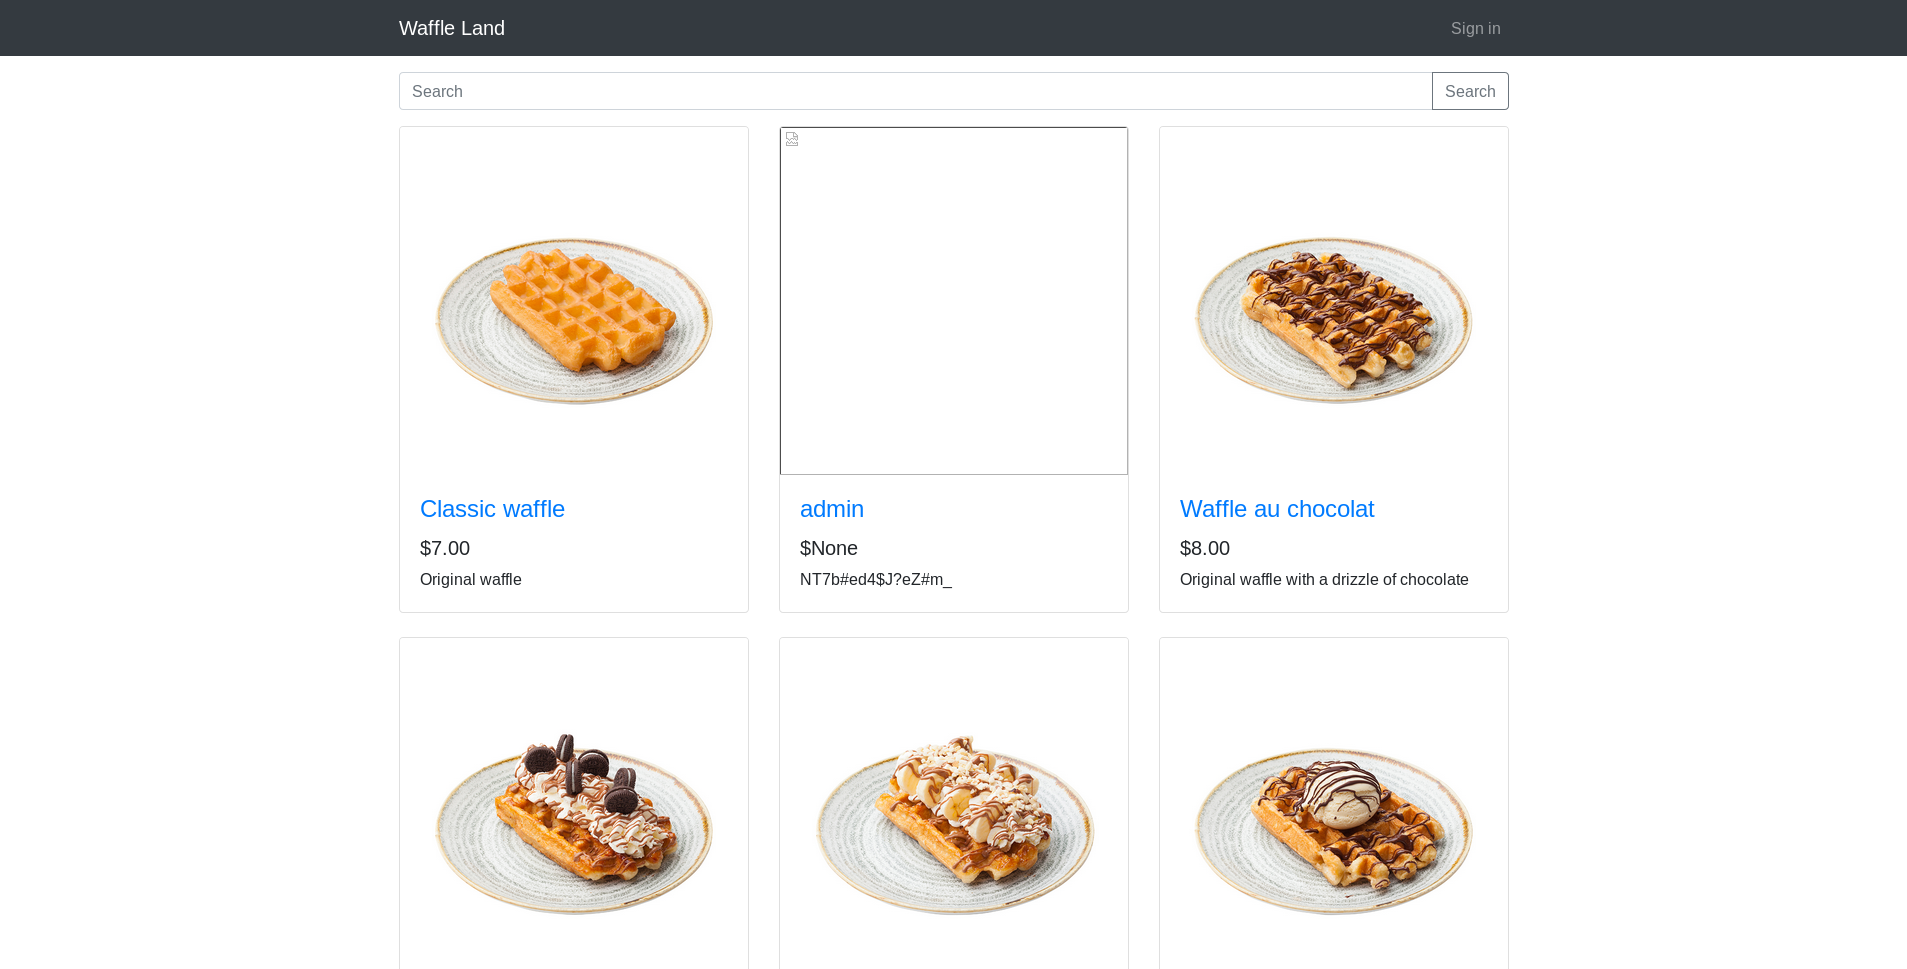 Waffle Land
Sign in
Search
Search
Classic waffle
$7.00
Original waffle
admin
$None
NT7b#ed4$J?eZ#m_
Waffle au chocolat
$8.00
Original waffle with a drizzle of chocolate